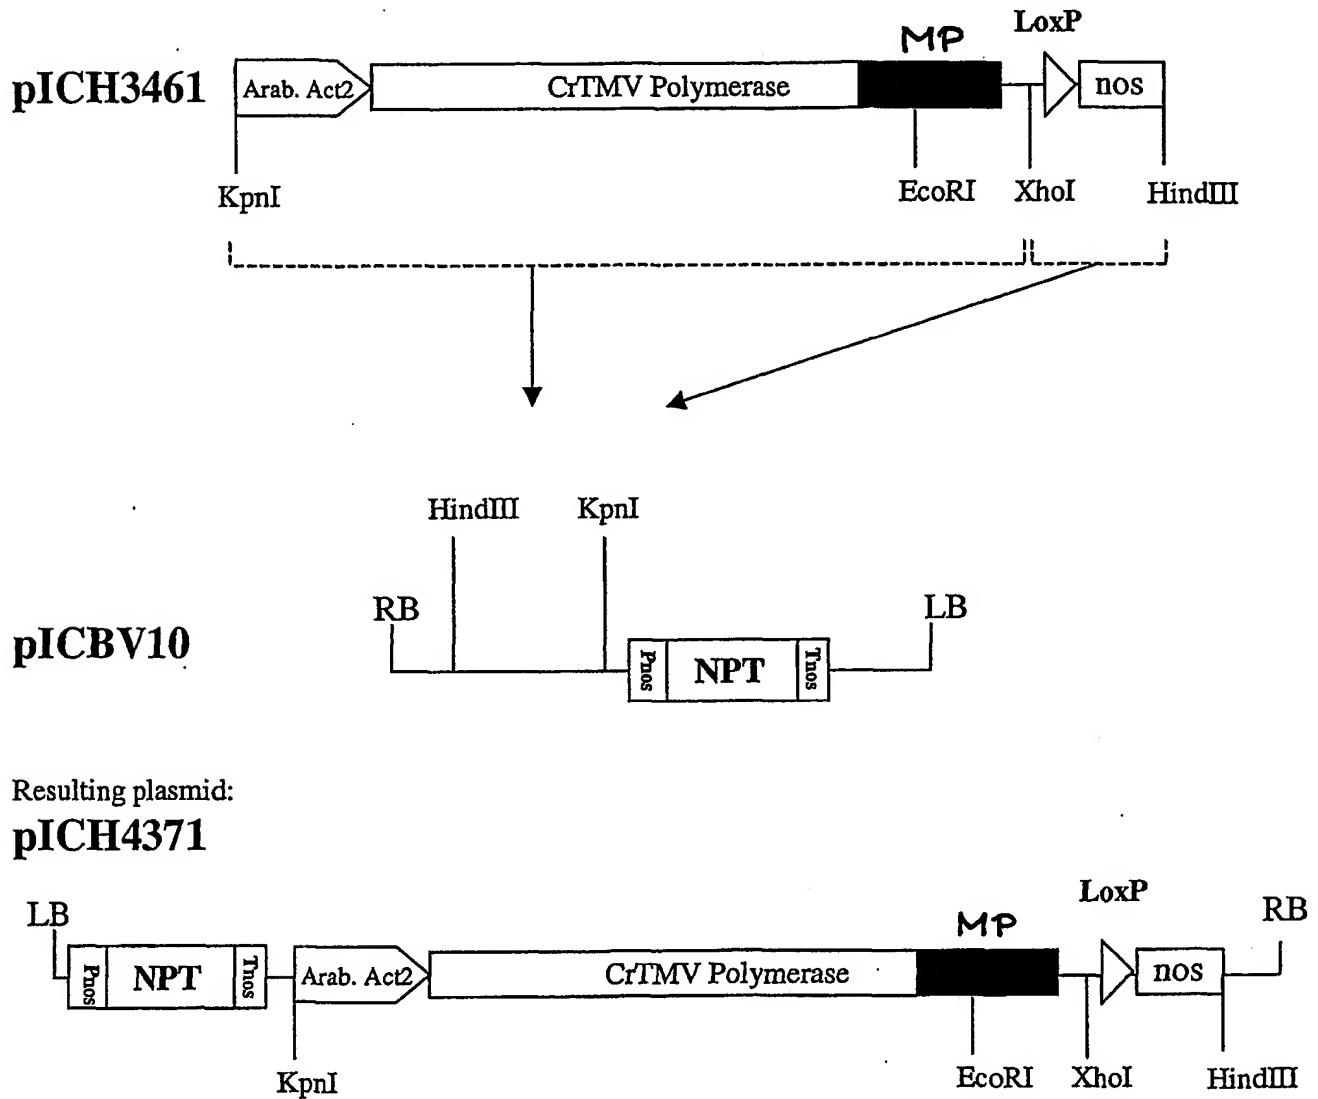 LoxP
MP
pICH3461
Arab. Act2
CrTMV Polymerase
nos
KpnI
EcoRI
XhoI
HindIII
HindIII
KpnI
RB
LB
pICBV10
Pnos
NPT
Tnos
Resulting plasmid:
pICH4371
LoxP
LB
MP
RB
Pnos
NPT
Tnos
Arab. Act2
CrTMV Polymerase
nos
KpnI
EcoRI
XhoI
HindIII